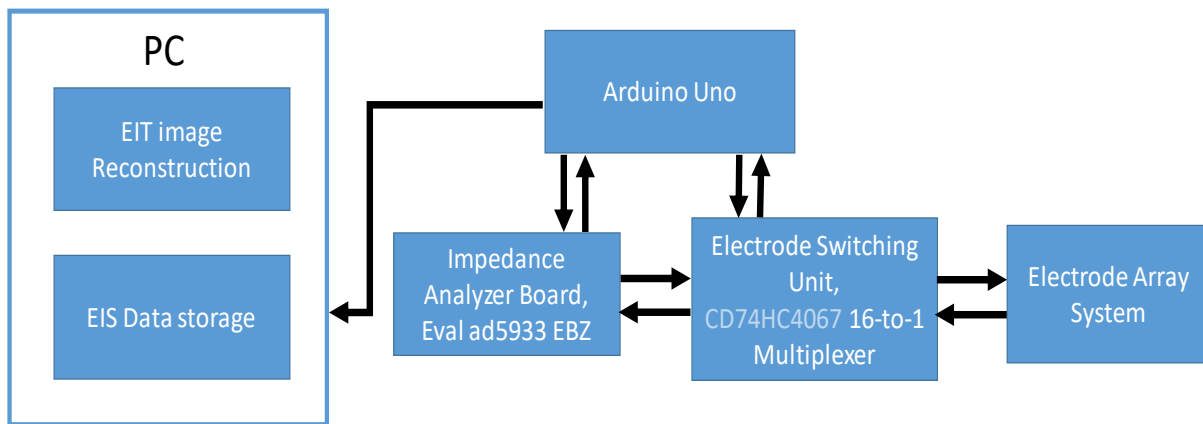 PC
EIT image
Reconstruction
EIS Data storage
Arduino Uno
Impedance
Analyzer Board,
Eval ad5933 EBZ
Electrode Switching
Unit,
CD74HC4067 16-to-1
Multiplexer
Electrode Array
System